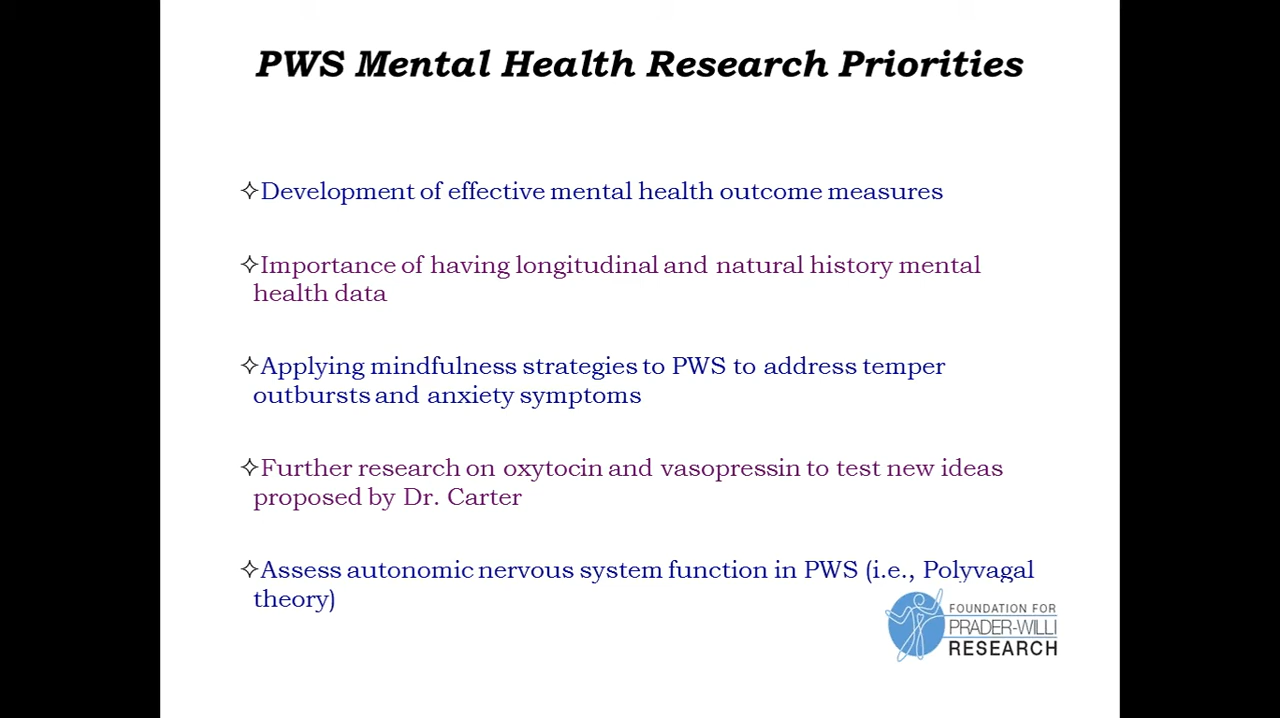 PWS Mental Health Research Priorities
✧Development of effective mental health outcome measures
✧Importance of having longitudinal and natural history mental
health data
✧Applying mindfulness strategies to PWS to address temper
outbursts and anxiety symptoms
✧Further research on oxytocin and vasopressin to test new ideas
proposed by Dr. Carter
✧Assess autonomic nervous system function in PWS (i.e., Polyvagal
theory)
FOUNDATION FOR
PRADER-WILLI
RESEARCH